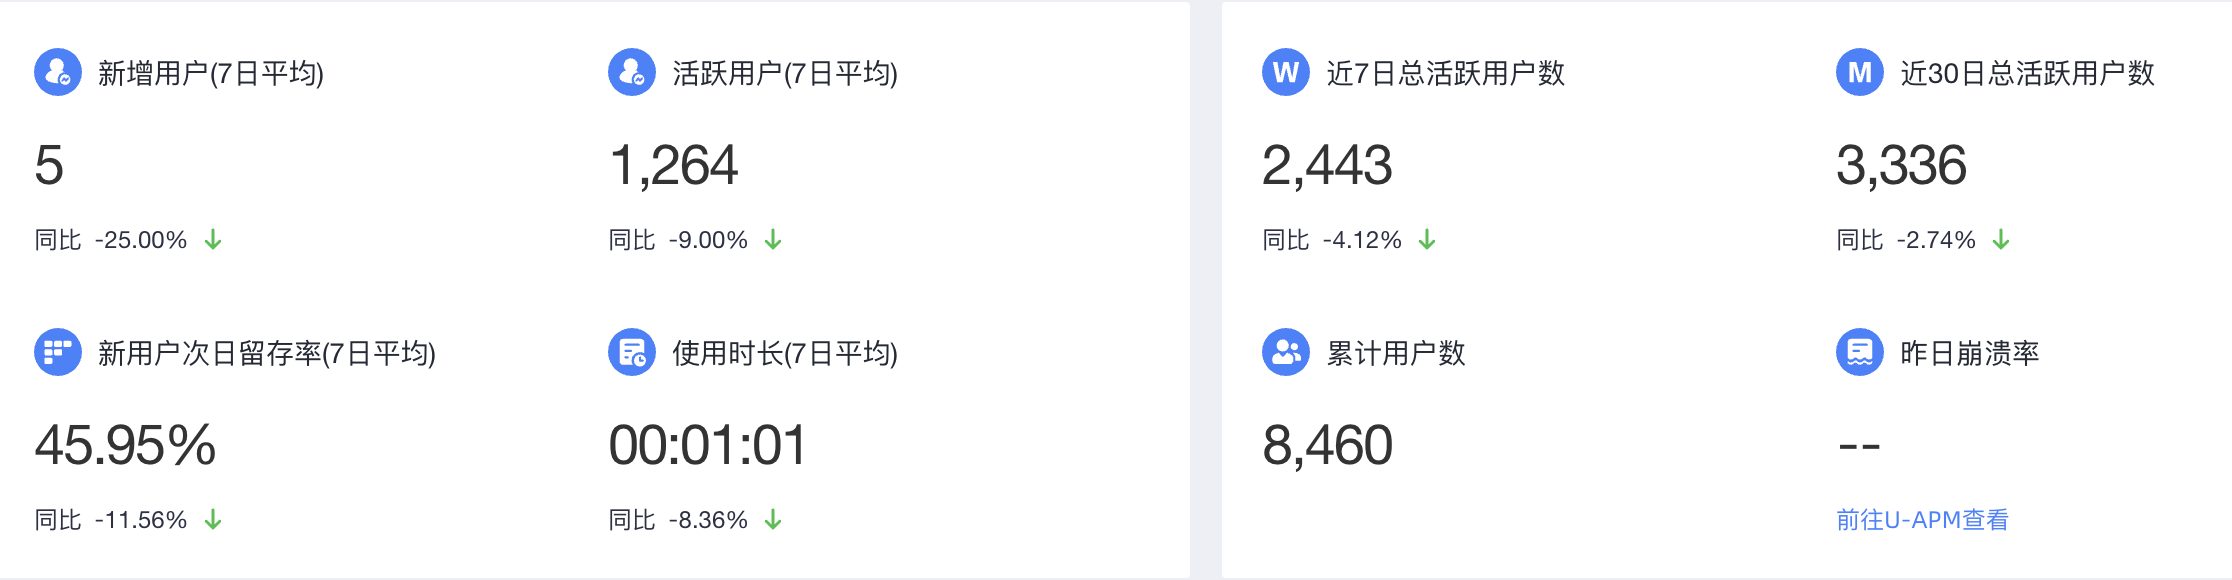 新增用户(7日平均)
5
同比 -25.00%
活跃用户(7日平均)
1,264
同比 -9.00%
新用户次日留存率(7日平均)
45.95%
同比 -11.56%
使用时长(7日平均)
00:01:01
同比 -8.36%
W 近7日总活跃用户数
2,443
同比 -4.12%
M 近30日总活跃用户数
3,336
同比 -2.74%
累计用户数
8,460
昨日崩溃率
--
前往U-APM查看